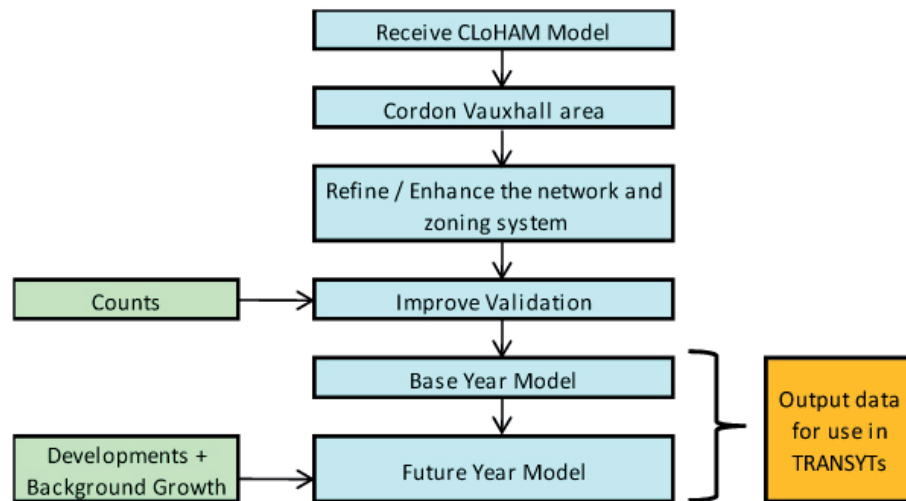 Receive CLoHAM Model
Cordon Vauxhall area
Refine / Enhance the network and
zoning system
Counts
Improve Validation
Base Year Model
Developments +
Background Growth
Future Year Model
Output data
for use in
TRANSYTs